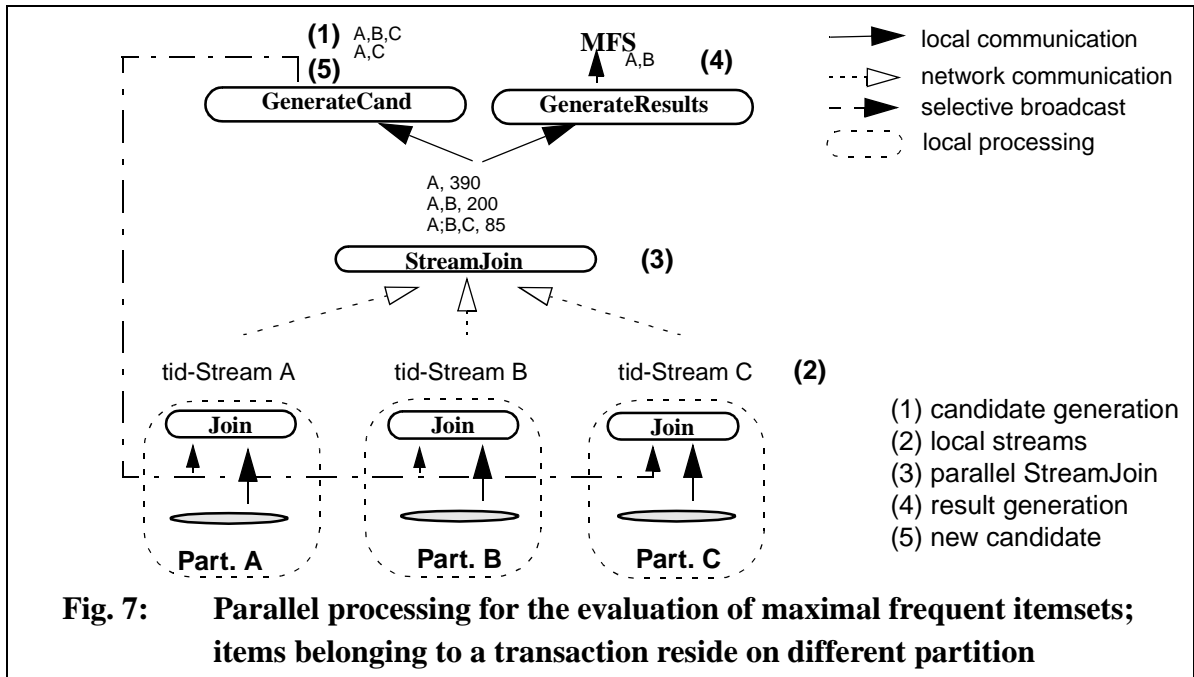 (1) A,B,C
A,C
(5)
GenerateCand
MFS
A,B
(4)
GenerateResults
local communication
network communication
selective broadcast
local processing
A, 390
A,B, 200
A;B,C, 85
StreamJoin
(3)
tid-Stream A
tid-Stream B
tid-Stream C
(2)
Join
Join
Join
Part. A
Part. B
Part. C
(1) candidate generation
(2) local streams
(3) parallel StreamJoin
(4) result generation
(5) new candidate
Fig. 7: Parallel processing for the evaluation of maximal frequent itemsets;
items belonging to a transaction reside on different partition